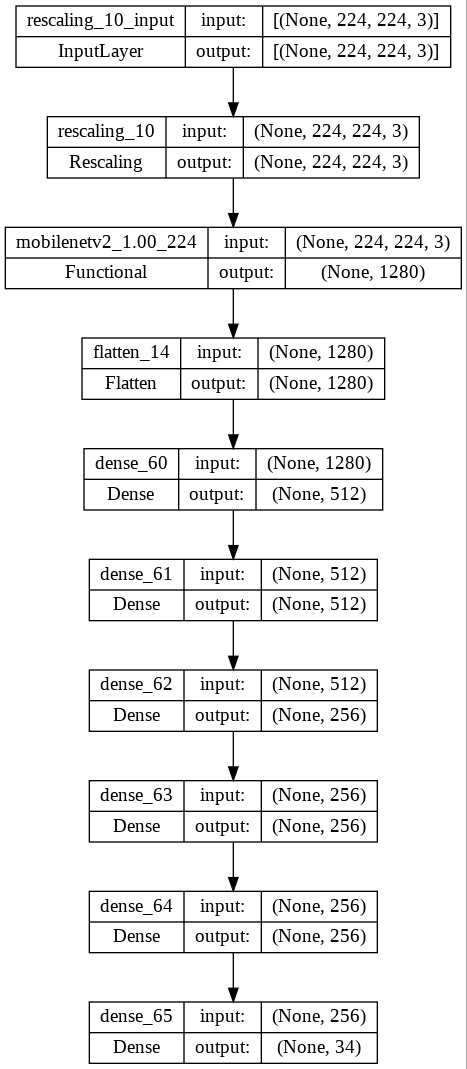 rescaling_10_input input: [(None, 224, 224, 3)]
InputLayer output: [(None, 224, 224, 3)]
rescaling_10 input: (None, 224, 224, 3)
Rescaling output: (None, 224, 224, 3)
mobilenetv2_1.00_224 input: (None, 224, 224, 3)
Functional output: (None, 1280)
flatten_14 input: (None, 1280)
Flatten output: (None, 1280)
dense_60 input: (None, 1280)
Dense output: (None, 512)
dense_61 input: (None, 512)
Dense output: (None, 512)
dense_62 input: (None, 512)
Dense output: (None, 256)
dense_63 input: (None, 256)
Dense output: (None, 256)
dense_64 input: (None, 256)
Dense output: (None, 256)
dense_65 input: (None, 256)
Dense output: (None, 34)